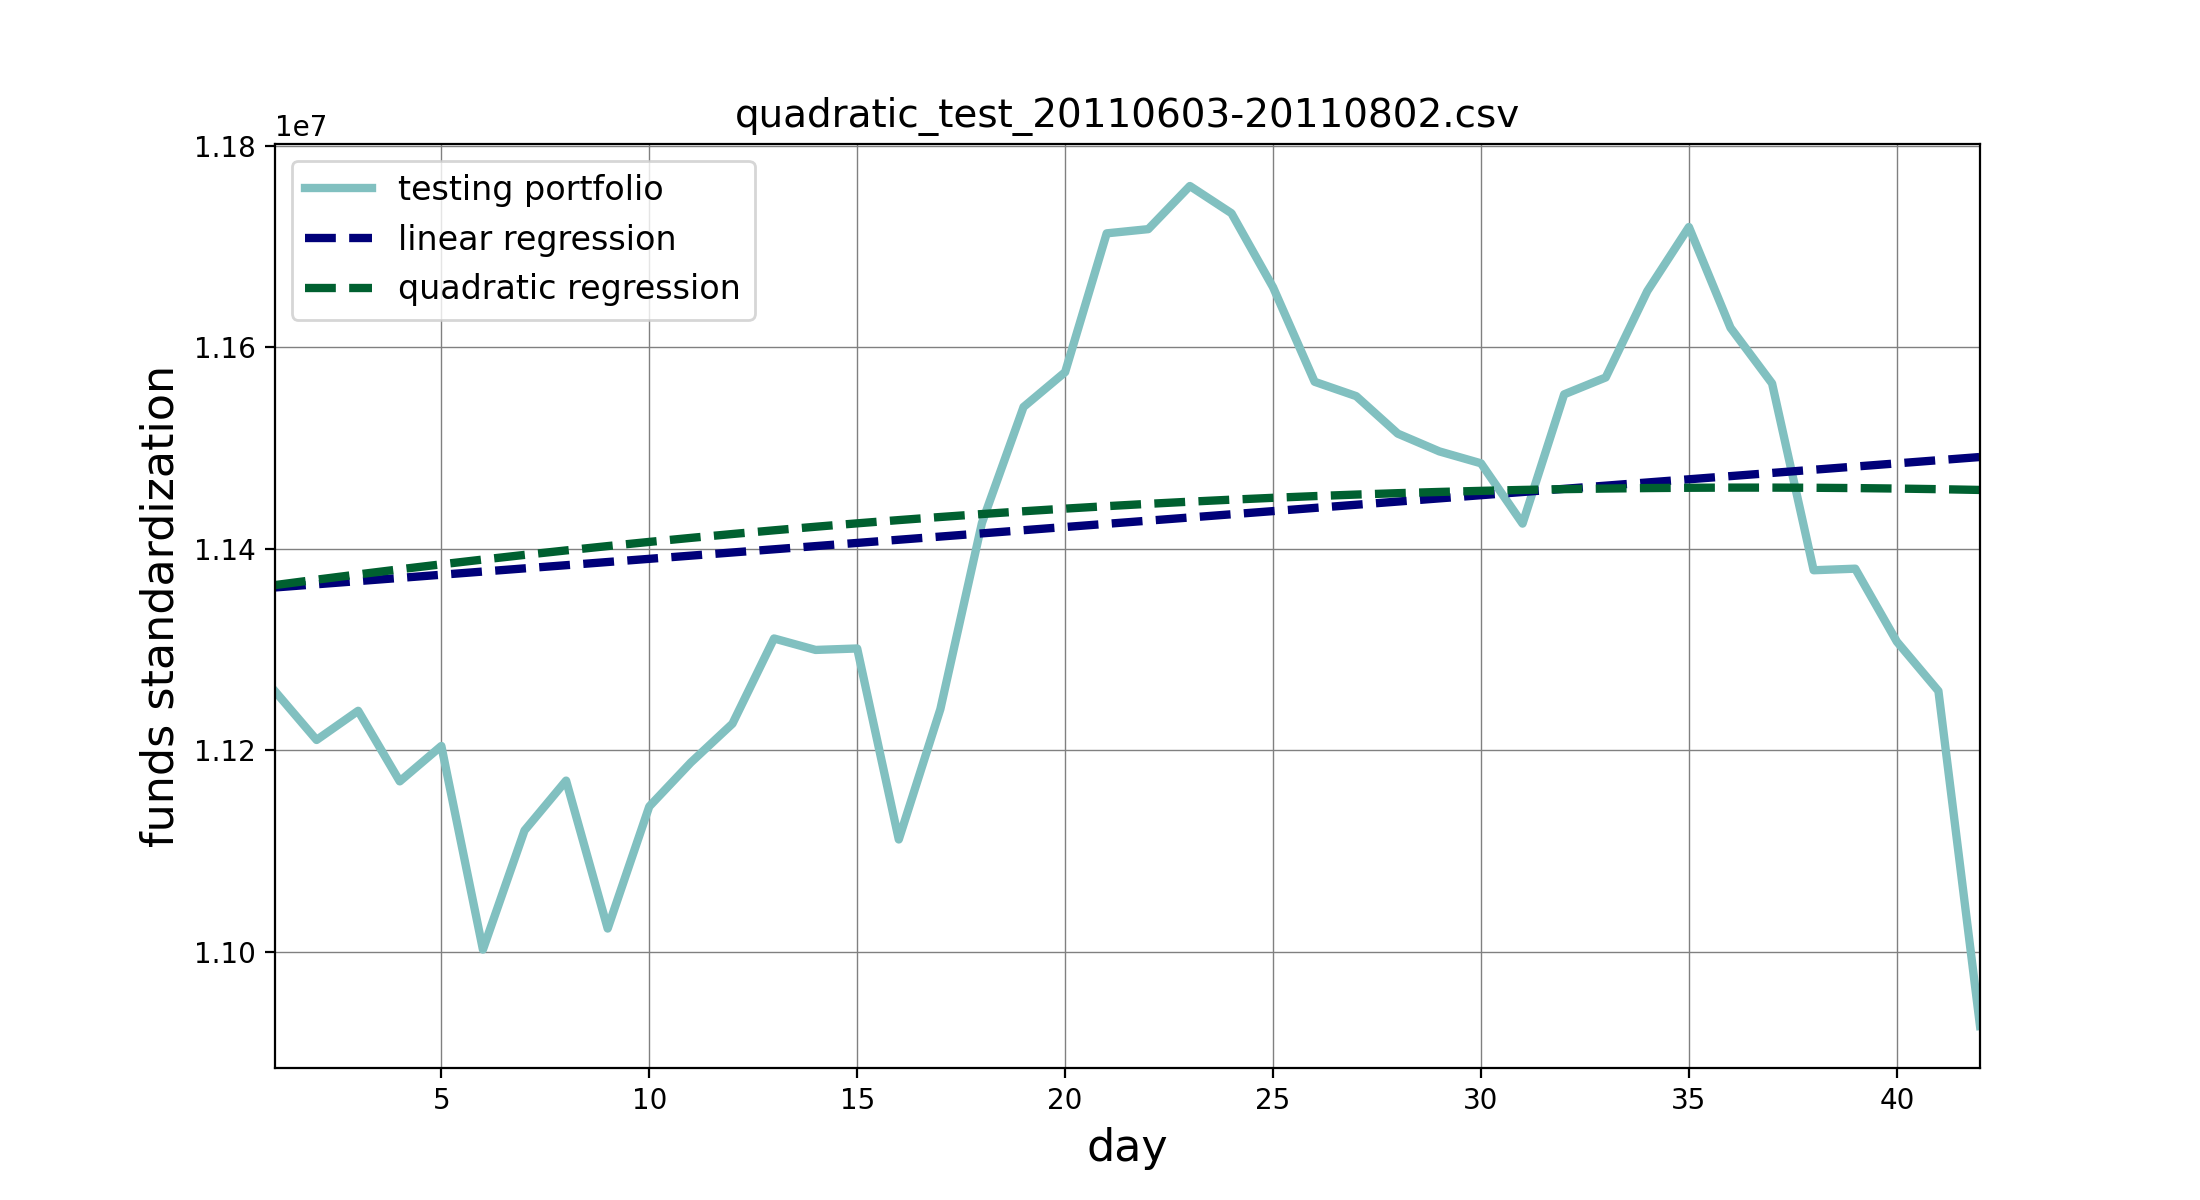 quadratic_test_20110603-20110802.csv
1e7
1.18
1.16
1.14
1.12
1.10
funds standardization
testing portfolio
linear regression
quadratic regression
5 10 15 20 25 30 35 40
day